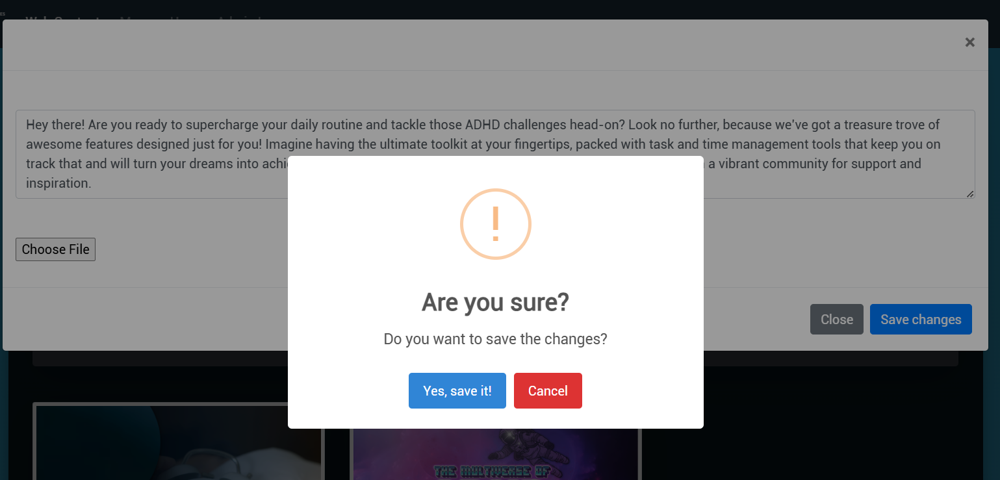 ×
Hey there! Are you ready to supercharge your daily routine and tackle those ADHD challenges head-on? Look no further, because we've got a treasure trove of
awesome features designed just for you! Imagine having the ultimate toolkit at your fingertips, packed with task and time management tools that keep you on
track that and will turn your dreams into a vibrant community for support and
inspiration.
Choose File
!
Are you sure?
Do you want to save the changes?
Close Save changes
Yes, save it! Cancel
THE MULTIVERSE OF